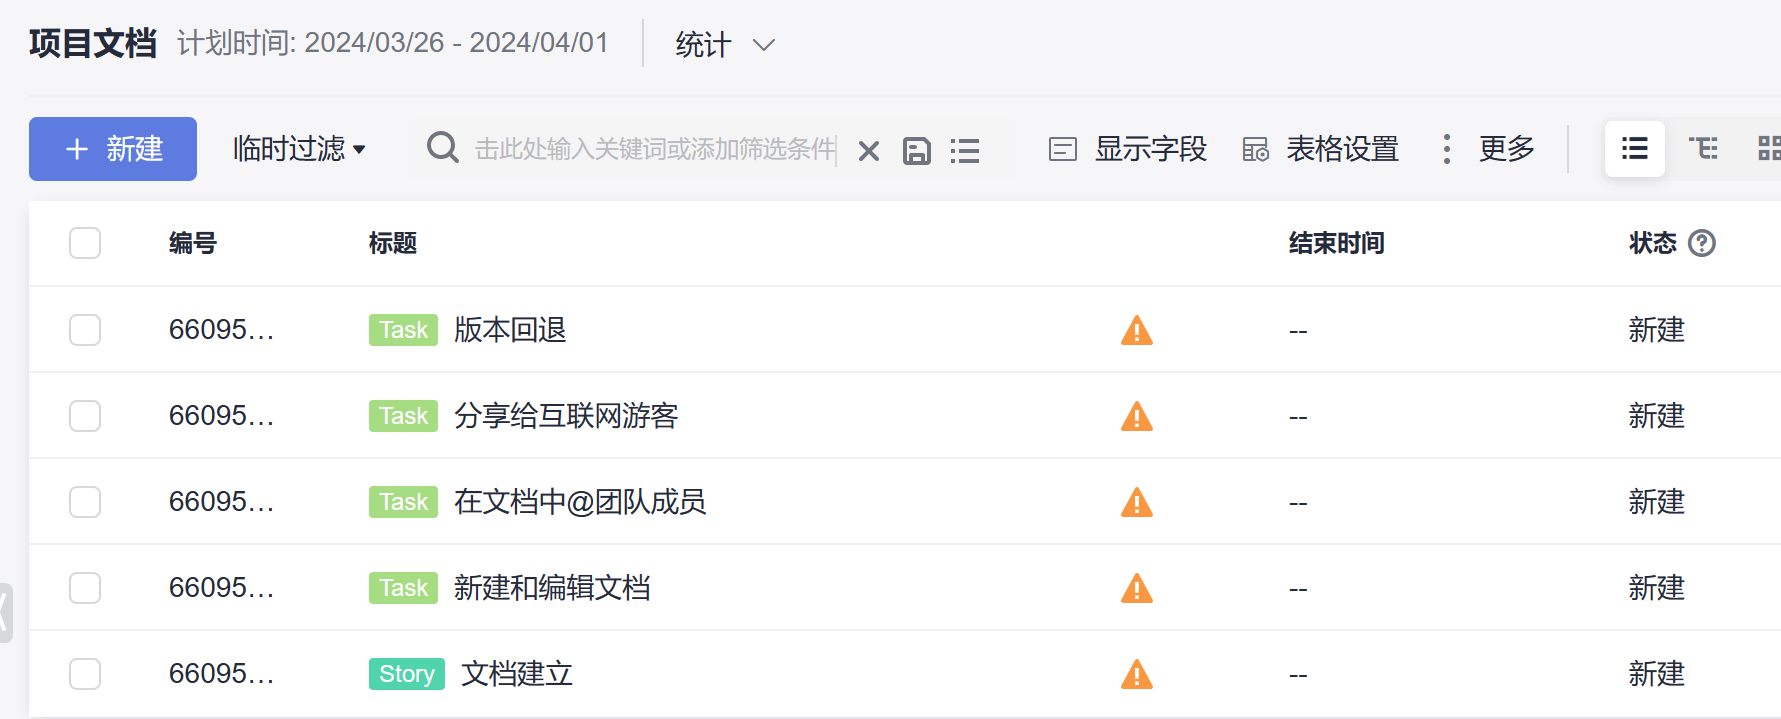 项目文档 计划时间: 2024/03/26 - 2024/04/01 统计
新建 临时过滤 击此处输入关键词或添加筛选条件 显示字段 表格设置 更多
编号 标题 结束时间 状态
66095... Task 版本回退 -- 新建
66095... Task 分享给互联网游客 -- 新建
66095... Task 在文档中@团队成员 -- 新建
66095... Task 新建和编辑文档 -- 新建
66095... Story 文档建立 -- 新建